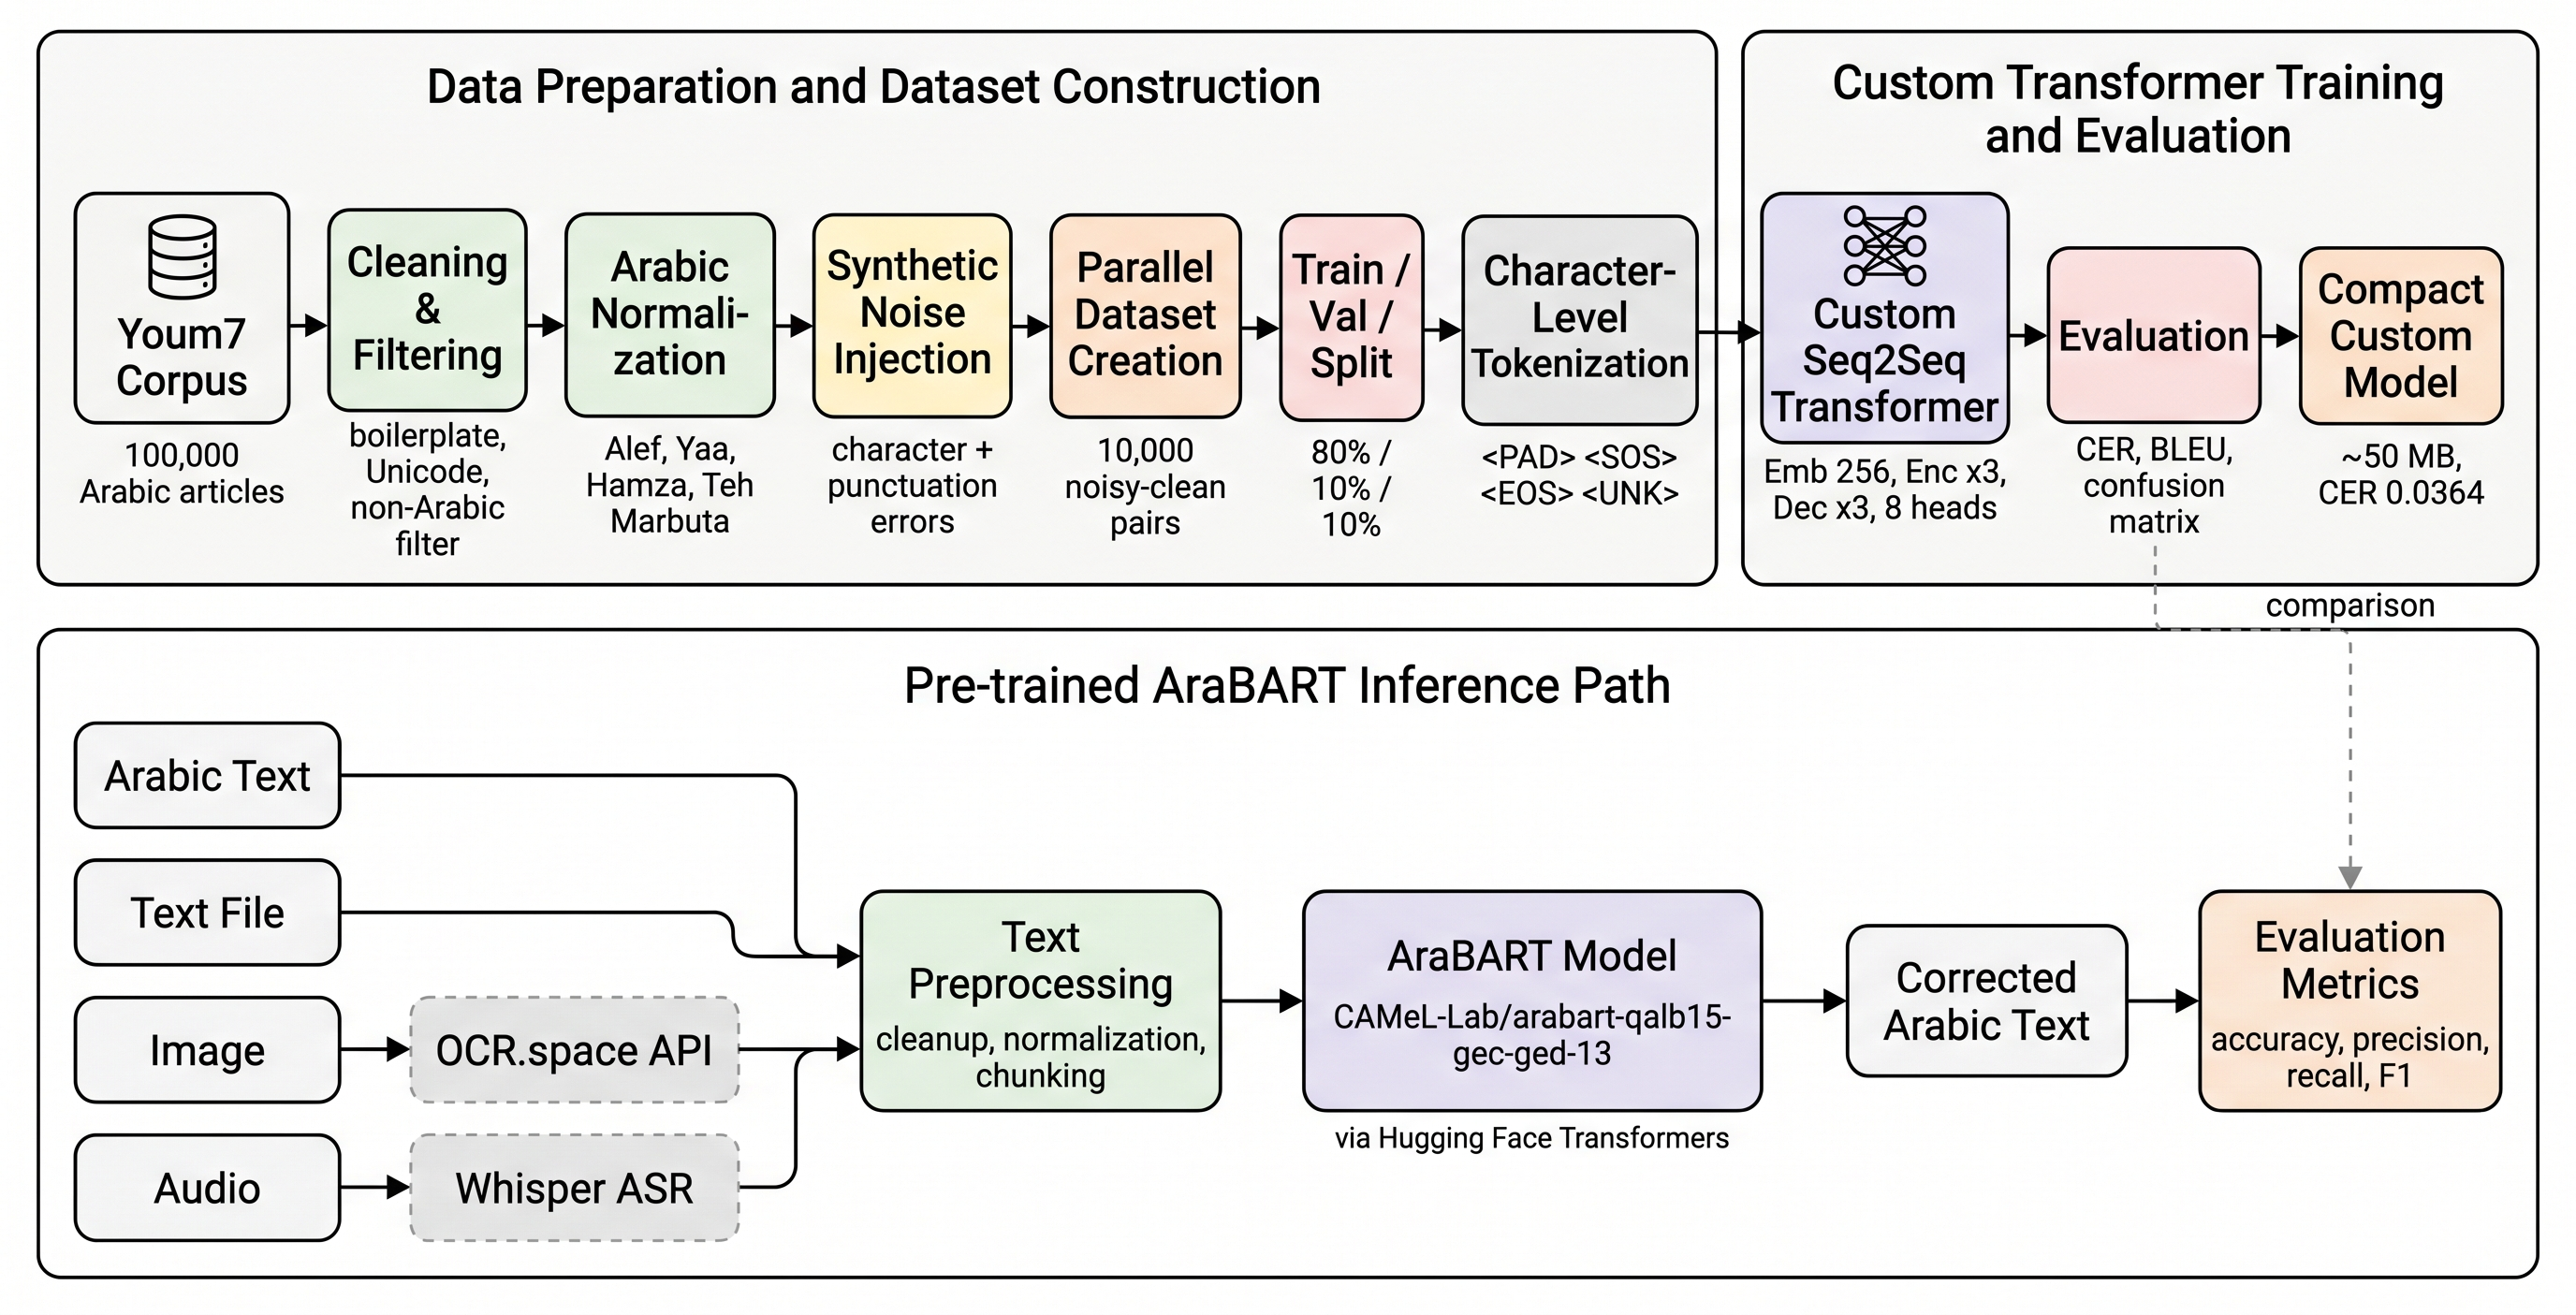 Data Preparation and Dataset Construction
Youm7
Corpus
100,000
Arabic articles
Cleaning
&
Filtering
boilerplate,
Unicode,
non-Arabic
filter
Arabic
Normali-
zation
Alef, Yaa,
Hamza, Teh
Marbuta
Synthetic
Noise
Injection
character +
punctuation
errors
Parallel
Dataset
Creation
10,000
noisy-clean
pairs
Train /
Val /
Split
80% /
10% /
10%
Character-
Level
Tokenization
<PAD> <SOS>
<EOS> <UNK>
Custom Transformer Training
and Evaluation
Custom
Seq2Seq
Transformer
Emb 256, Enc x3,
Dec x3, 8 heads
Evaluation
CER, BLEU,
confusion
matrix
Compact
Custom
Model
~50 MB,
CER 0.0364
comparison
Pre-trained AraBART Inference Path
Arabic Text
Text File
Image
OCR.space API
Audio
Whisper ASR
Text
Preprocessing
cleanup, normalization,
chunking
AraBART Model
CAMeL-Lab/arabart-qalb15-
gec-ged-13
via Hugging Face Transformers
Corrected
Arabic Text
Evaluation
Metrics
accuracy, precision,
recall, F1